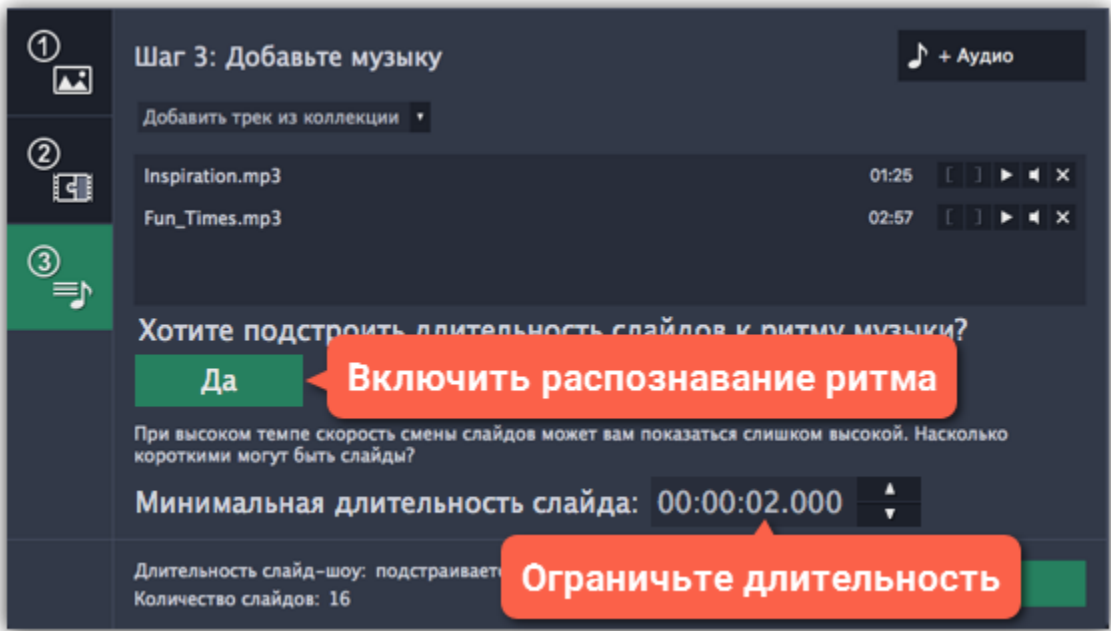 1
Шаг 3: Добавьте музыку
+ Аудио
Добавить трек из коллекции
2
Inspiration.mp3 01:25 [ ]
Fun_Times.mp3 02:57 [ ]
3
Хотите подстроить длительность слайдов к ритму музыки?
Да
Включить распознавание ритма
При высоком темпе скорость смены слайдов может вам показаться слишком высокой. Насколько
короткими могут быть слайды?
Минимальная длительность слайда: 00:00:02.000
Длительность слайд-шоу:
Ограничьте длительность
Количество слайдов: 16